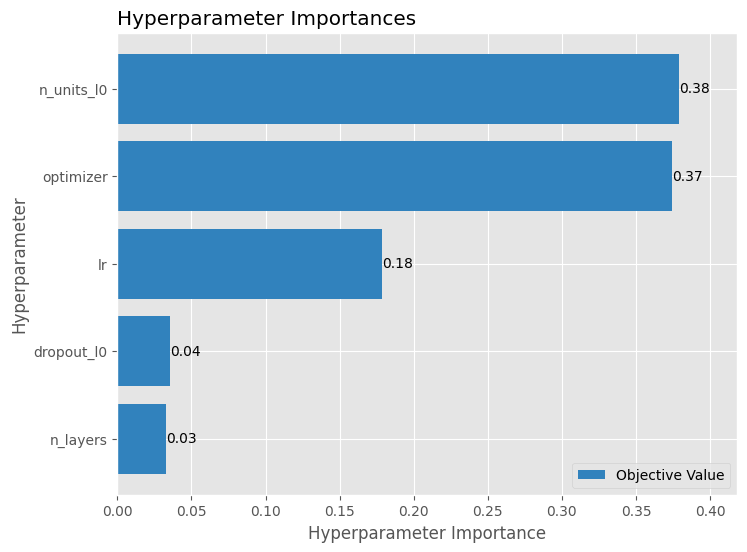 Hyperparameter Importances
Hyperparameter
n_units_l0
0.38
optimizer
0.37
lr
0.18
dropout_l0
0.04
n_layers
0.03
Objective Value
0.00 0.05 0.10 0.15 0.20 0.25 0.30 0.35 0.40
Hyperparameter Importance